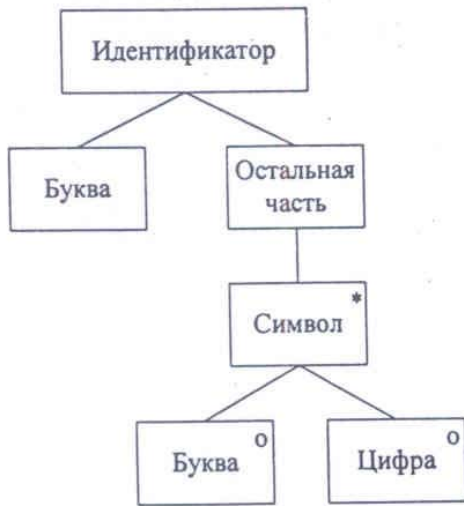 Идентификатор
Буква
Остальная
часть
*
Символ
о
Буква
о
Цифра